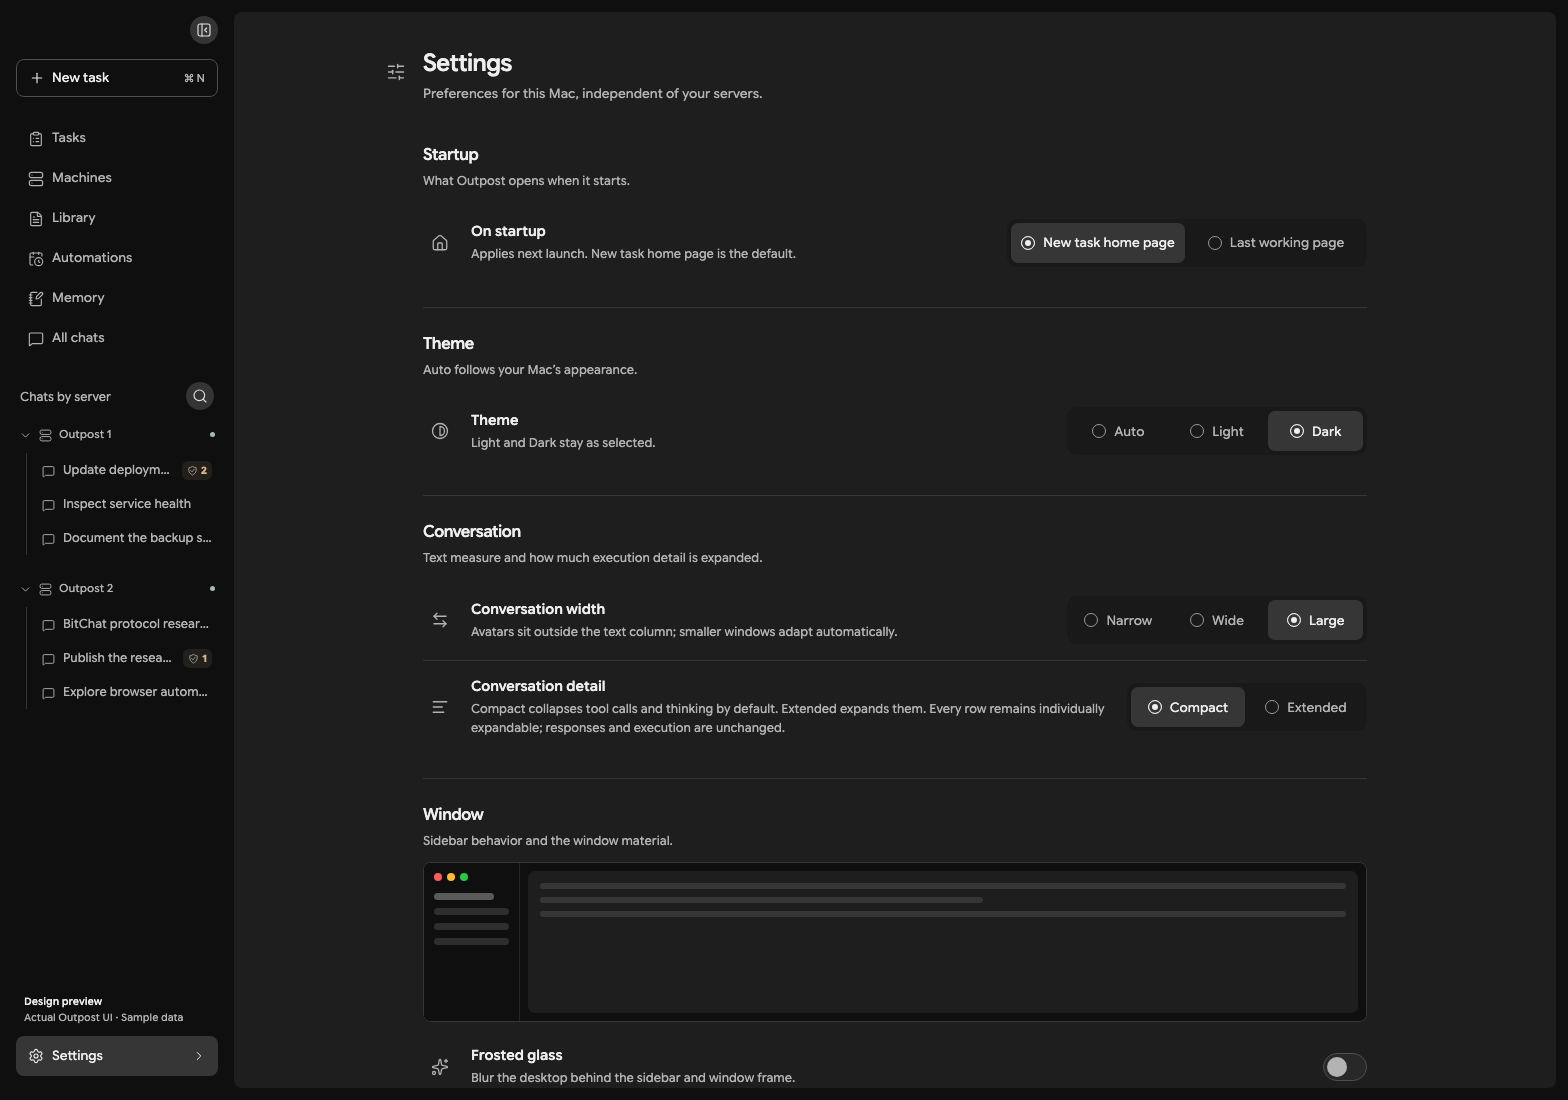 New task
⌘ N
Tasks
Machines
Library
Automations
Memory
All chats
Chats by server
Outpost 1
Update deploym...
2
Inspect service health
Document the backup s...
Outpost 2
BitChat protocol resear...
Publish the resea...
1
Explore browser autom...
Design preview
Actual Outpost UI · Sample data
Settings
Settings
Preferences for this Mac, independent of your servers.
Startup
What Outpost opens when it starts.
On startup
Applies next launch. New task home page is the default.
New task home page
Last working page
Theme
Auto follows your Mac's appearance.
Theme
Light and Dark stay as selected.
Auto
Light
Dark
Conversation
Text measure and how much execution detail is expanded.
Conversation width
Avatars sit outside the text column; smaller windows adapt automatically.
Narrow
Wide
Large
Conversation detail
Compact collapses tool calls and thinking by default. Extended expands them. Every row remains individually
expandable; responses and execution are unchanged.
Compact
Extended
Window
Sidebar behavior and the window material.
Frosted glass
Blur the desktop behind the sidebar and window frame.